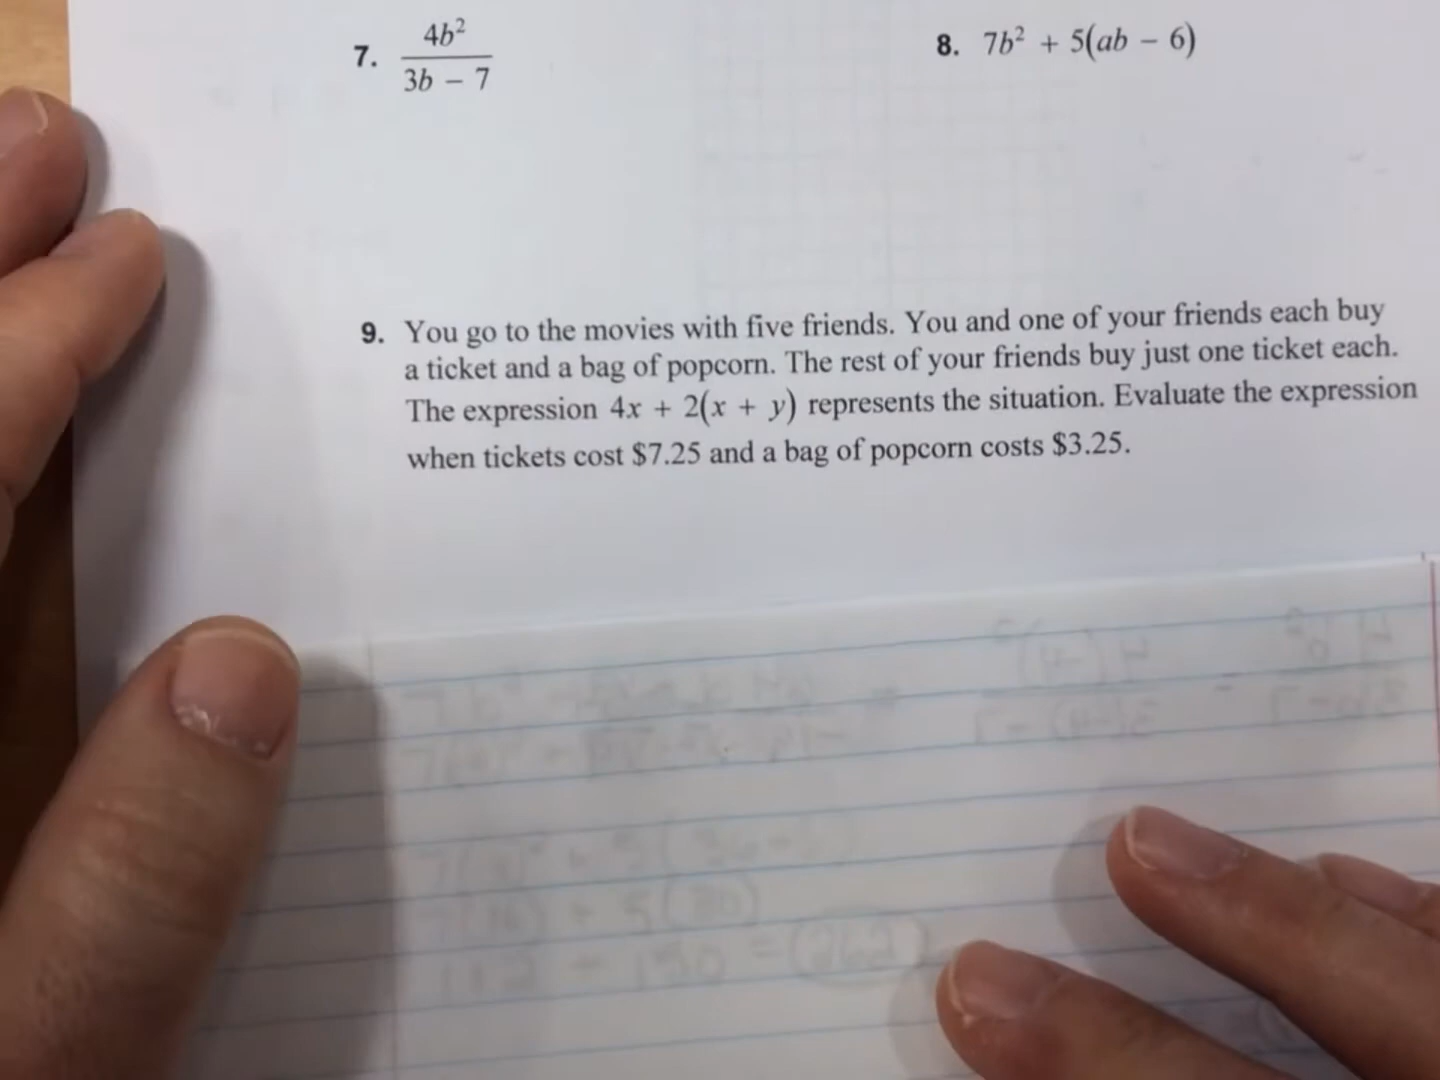 7. 4b²
3b − 7
8. 7b² + 5(ab − 6)
9. You go to the movies with five friends. You and one of your friends each buy
a ticket and a bag of popcorn. The rest of your friends buy just one ticket each.
The expression 4x + 2(x + y) represents the situation. Evaluate the expression
when tickets cost $7.25 and a bag of popcorn costs $3.25.